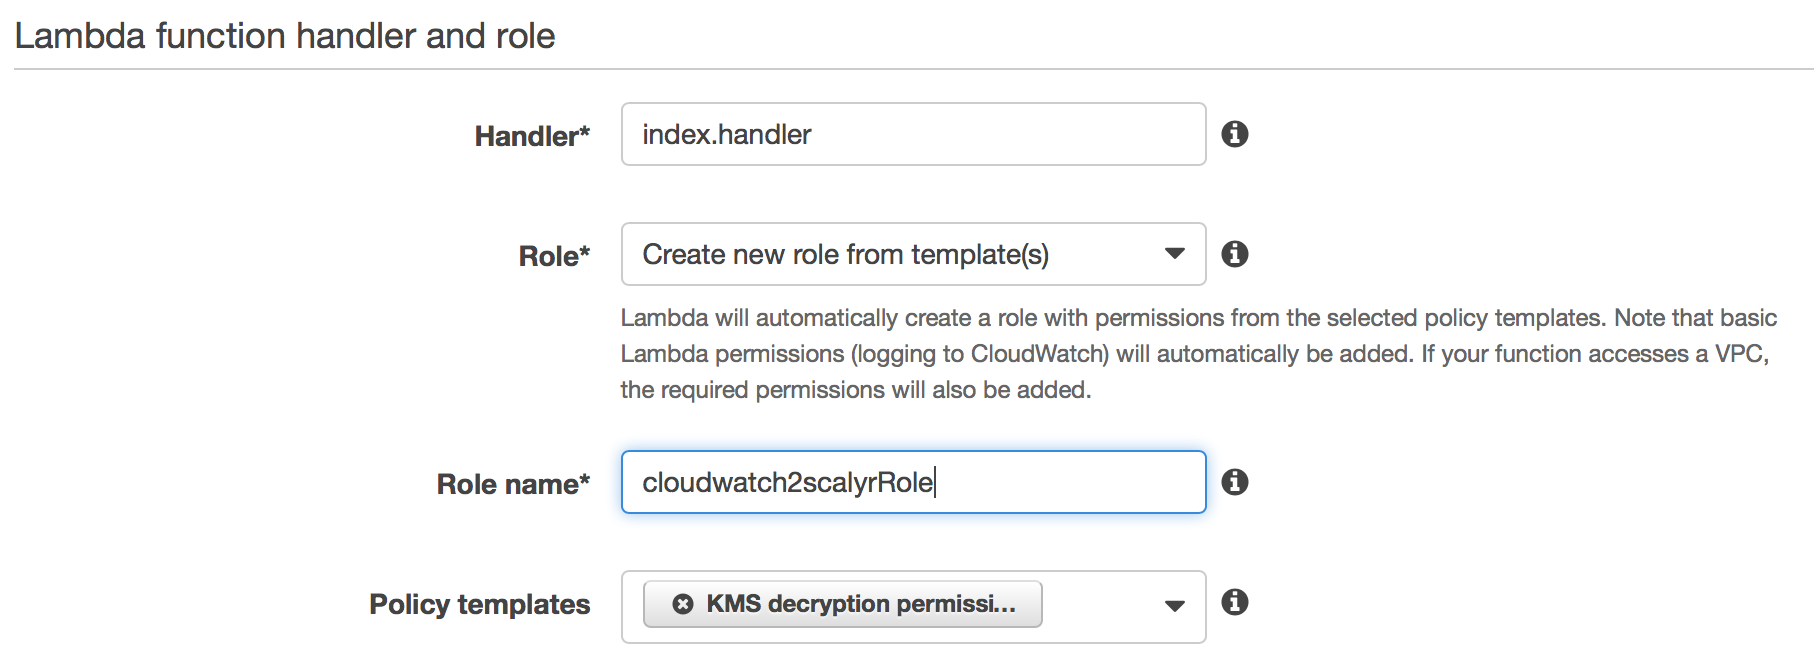 Lambda function handler and role
Handler*
index.handler
Role*
Create new role from template(s)
Lambda will automatically create a role with permissions from the selected policy templates. Note that basic
Lambda permissions (logging to CloudWatch) will automatically be added. If your function accesses a VPC,
the required permissions will also be added.
Role name*
cloudwatch2scalyrRole
Policy templates
KMS decryption permissi...